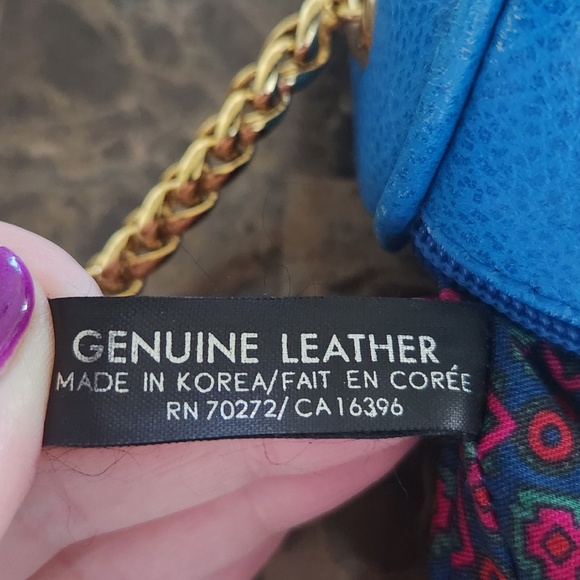 GENUINE LEATHER
MADE IN KOREA/FAIT EN CORÉE
RN 70272/CA16396